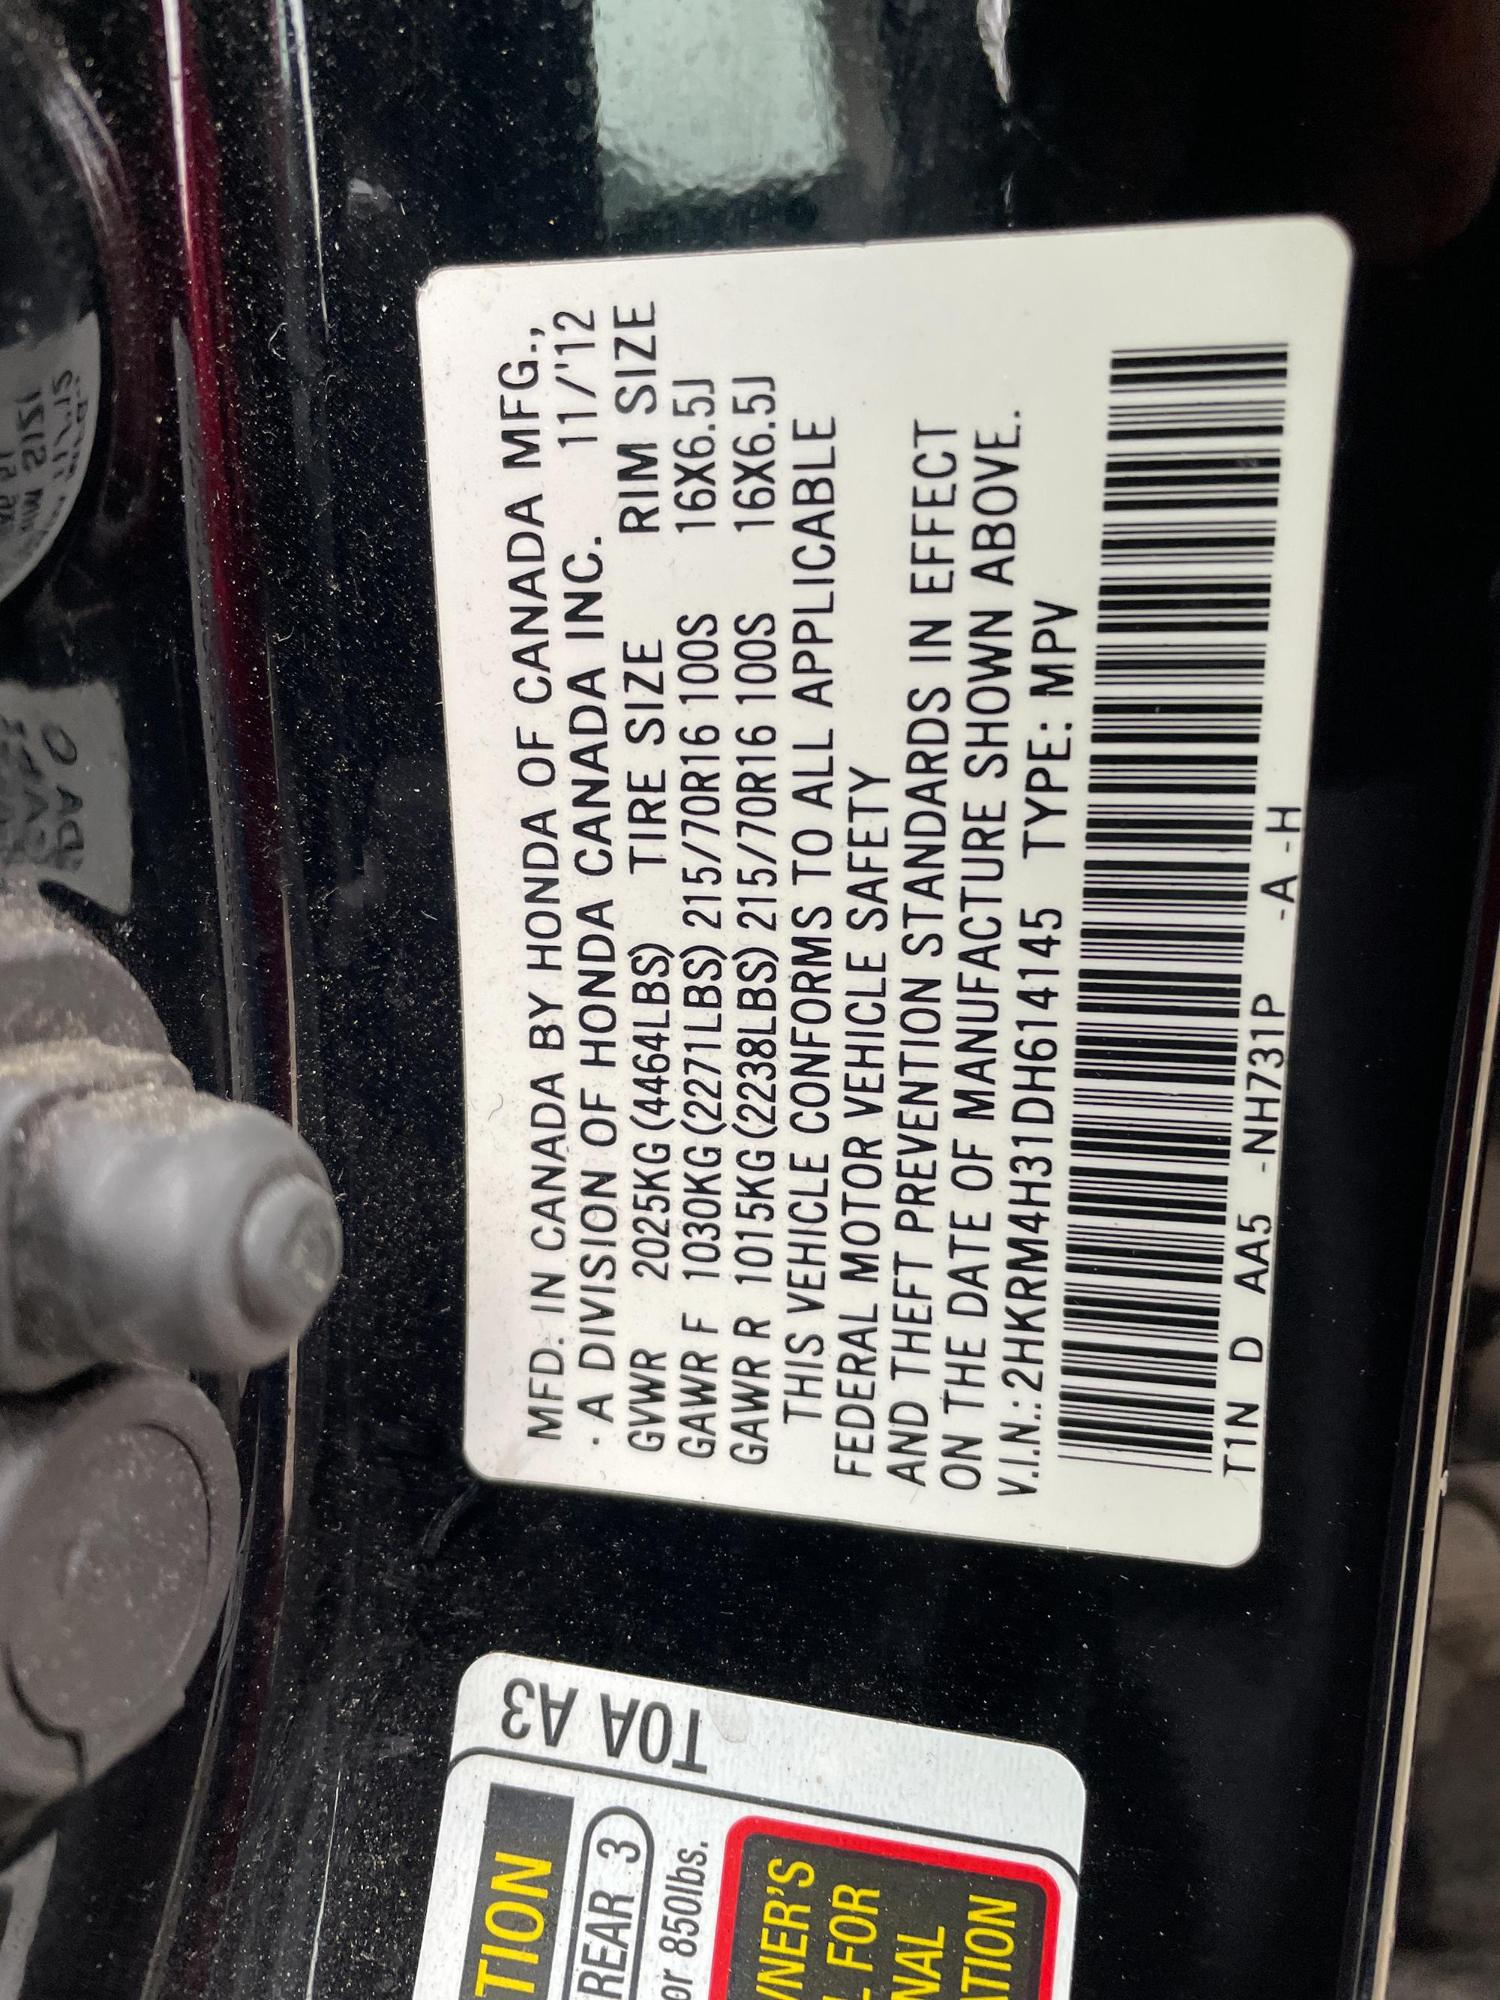 MFD. IN CANADA BY HONDA OF CANADA MFG.,
· A DIVISION OF HONDA CANADA INC. 11/'12
GVWR 2025KG (4464LBS) TIRE SIZE RIM SIZE
GAWR F 1030KG (2271LBS) 215/70R16 100S 16X6.5J
GAWR R 1015KG (2238LBS) 215/70R16 100S 16X6.5J
THIS VEHICLE CONFORMS TO ALL APPLICABLE
FEDERAL MOTOR VEHICLE SAFETY
AND THEFT PREVENTION STANDARDS IN EFFECT
ON THE DATE OF MANUFACTURE SHOWN ABOVE.
V.I.N.: 2HKRM4H31DH614145 TYPE: MPV
T1N D AA5 -NH731P -A -H
T0A A3
TION
REAR 3
or 850lbs.
NER'S
FOR
NAL
ATION